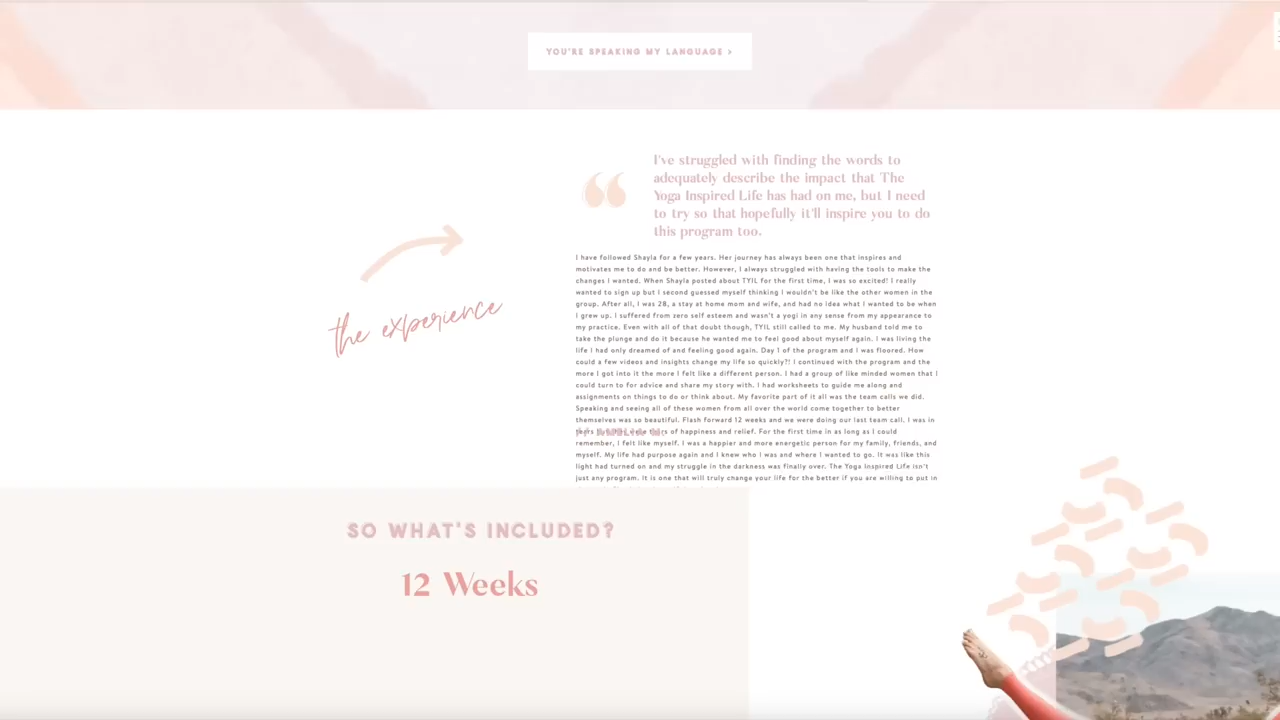 YOU'RE SPEAKING MY LANGUAGE >
I've struggled with finding the words to
adequately describe the impact that The
Yoga Inspired Life has had on me, but I need
to try so that hopefully it'll inspire you to do
this program too.
the experience
I have followed Shayla for a few years. Her journey has always been one that inspires and
motivates me to do and be better. However, I always struggled with having the tools to make the
changes I wanted. When Shayla posted about TYIL for the first time, I was so excited! I really
wanted to sign up but I second guessed myself thinking I wouldn't be like the other women in the
group. After all, I was 28, a stay at home mom and wife, and had no idea what I wanted to be when
I grew up. I suffered from zero self esteem and wasn't a yogi in any sense from my appearance to
my practice. Even with all of that doubt though, TYIL still called to me. My husband told me to
take the plunge and do it because he wanted me to feel good about myself again. I was living the
life I had only dreamed of and feeling good again. Day 1 of the program and I was floored. How
could a few videos and insights change my life so quickly?! I continued with the program and the
more I got into it the more I felt like a different person. I had a group of like minded women that I
could turn to for advice and share my story with. I had worksheets to guide me along and
assignments on things to do or think about. My favorite part of it all was the team calls we did.
Speaking and seeing all of these women from all over the world come together to better
themselves was so beautiful. Flash forward 12 weeks and we were doing our last team call. I was in
of happiness and relief. For the first time in as long as I could
remember, I felt like myself. I was a happier and more energetic person for my family, friends, and
myself. My life had purpose again and I knew who I was and where I wanted to go. It was like this
light had turned on and my struggle in the darkness was finally over. The Yoga Inspired Life isn't
just any program. It is one that will truly change your life for the better if you are willing to put in
SO WHAT'S INCLUDED?
12 Weeks